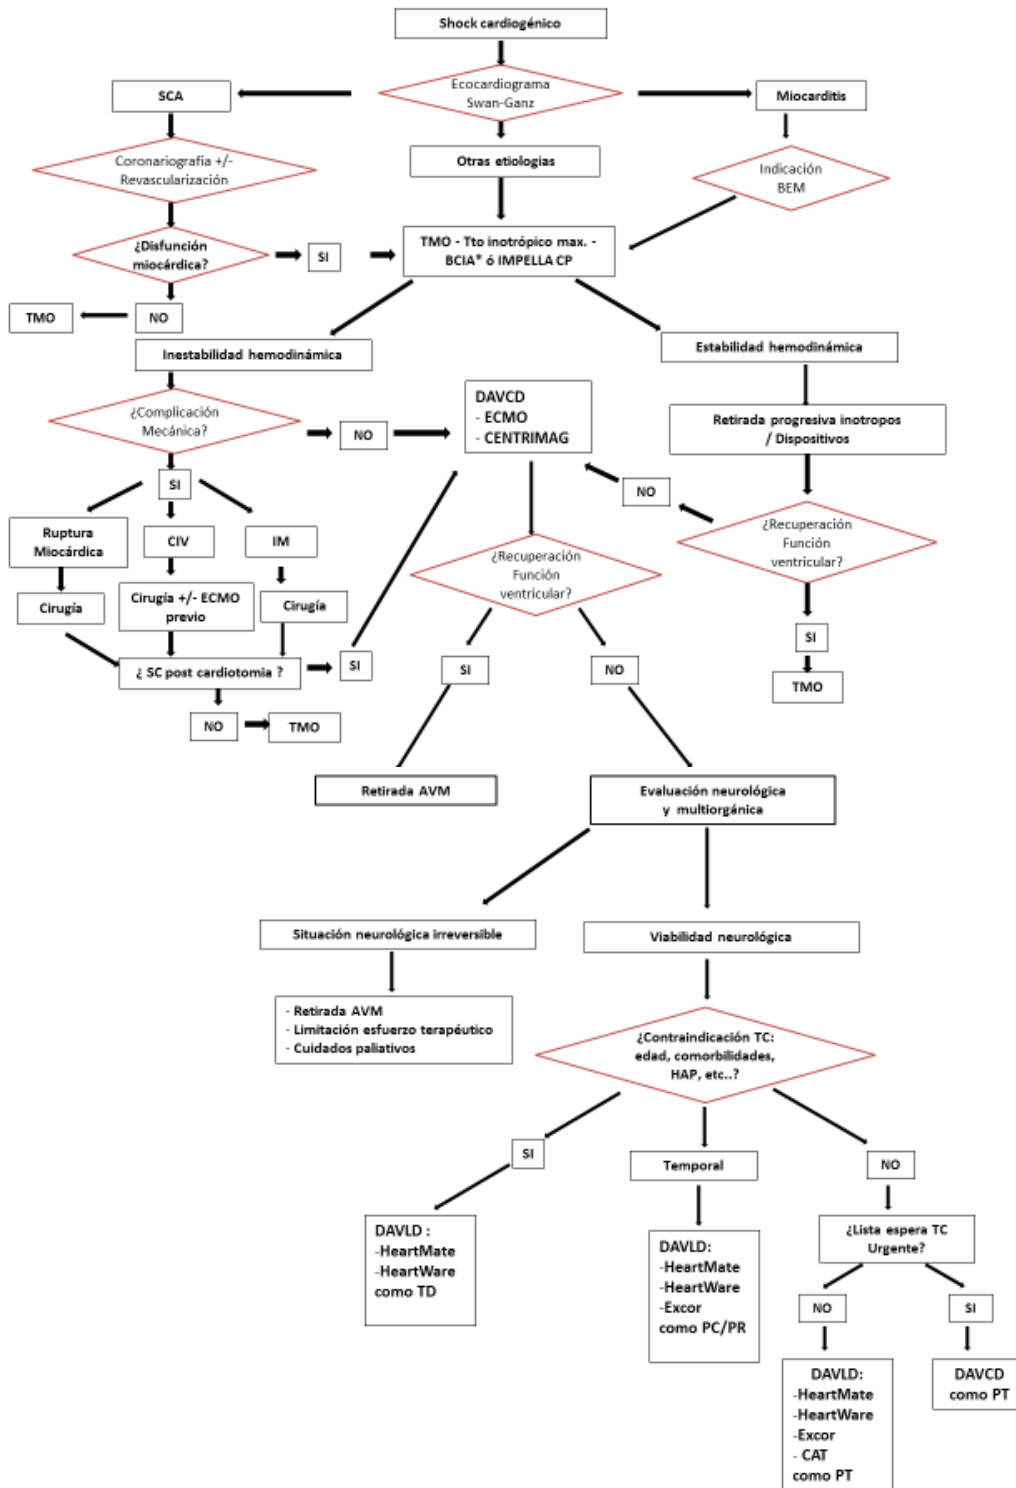 Shock cardiogénico
Ecocardiograma
Swan-Ganz
SCA
Miocarditis
Coronariografia +/-
Revascularización
Otras etiologias
Indicación
BEM
¿Disfunción
miocárdica?
SI
TMO - Tto inotrópico max. -
BCIA* ó IMPELLA CP
TMO
NO
Inestabilidad hemodinámica
Estabilidad hemodinámica
¿Complicación
Mecánica?
NO
DAVCD
- ECMO
- CENTRIMAG
Retirada progresiva inotropos
/ Dispositivos
SI
NO
Ruptura
Miocárdica
CIV
IM
¿Recuperación
Función
ventricular?
¿Recuperación
Función
ventricular?
Cirugía
Cirugía +/- ECMO
previo
Cirugía
SI
¿ SC post cardiotomia ?
SI
SI
NO
TMO
NO
TMO
Retirada AVM
Evaluación neurológica
y multiorgánica
Situación neurológica irreversible
Viabilidad neurológica
- Retirada AVM
- Limitación esfuerzo terapéutico
- Cuidados paliativos
¿Contraindicación TC:
edad, comorbilidades,
HAP, etc..?
SI
Temporal
NO
DAVLD :
-HeartMate
-HeartWare
como TD
DAVLD:
-HeartMate
-HeartWare
-Excor
como PC/PR
¿Lista espera TC
Urgente?
NO
SI
DAVLD:
-HeartMate
-HeartWare
-Excor
- CAT
como PT
DAVCD
como PT